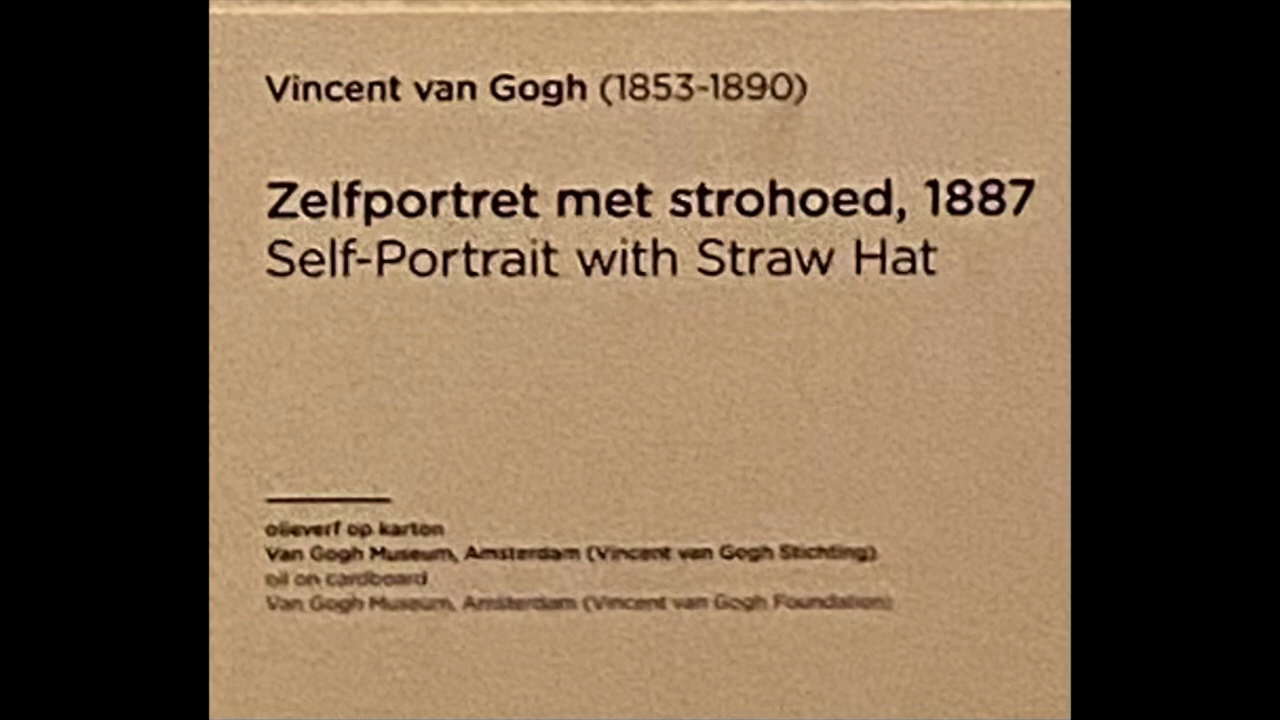 Vincent van Gogh (1853-1890)
Zelfportret met strohoed, 1887
Self-Portrait with Straw Hat
olieverf op karton
Van Gogh Museum, Amsterdam (Vincent van Gogh Stichting)
oil on cardboard
Van Gogh Museum, Amsterdam (Vincent van Gogh Foundation)